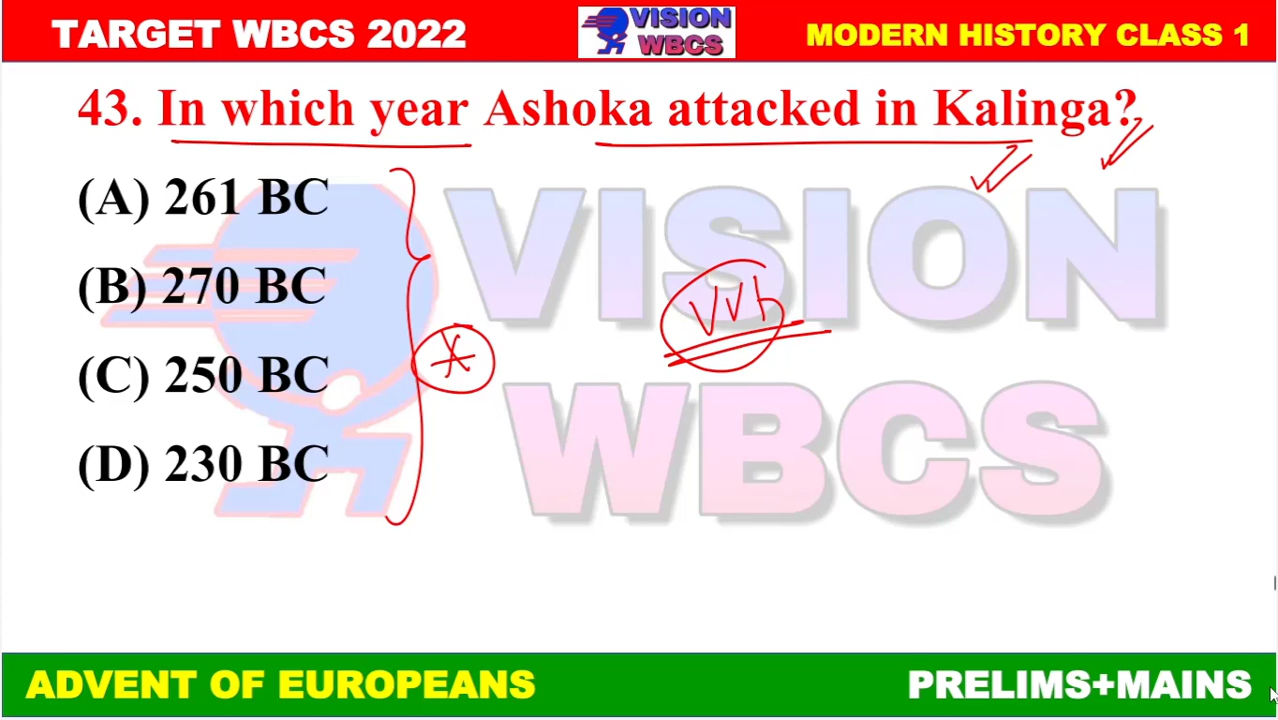 TARGET WBCS 2022
VISION
WBCS
MODERN HISTORY CLASS 1
43. In which year Ashoka attacked in Kalinga?
(A) 261 BC
(B) 270 BC
(C) 250 BC
(D) 230 BC
VISION
WBCS
ADVENT OF EUROPEANS
PRELIMS+MAINS